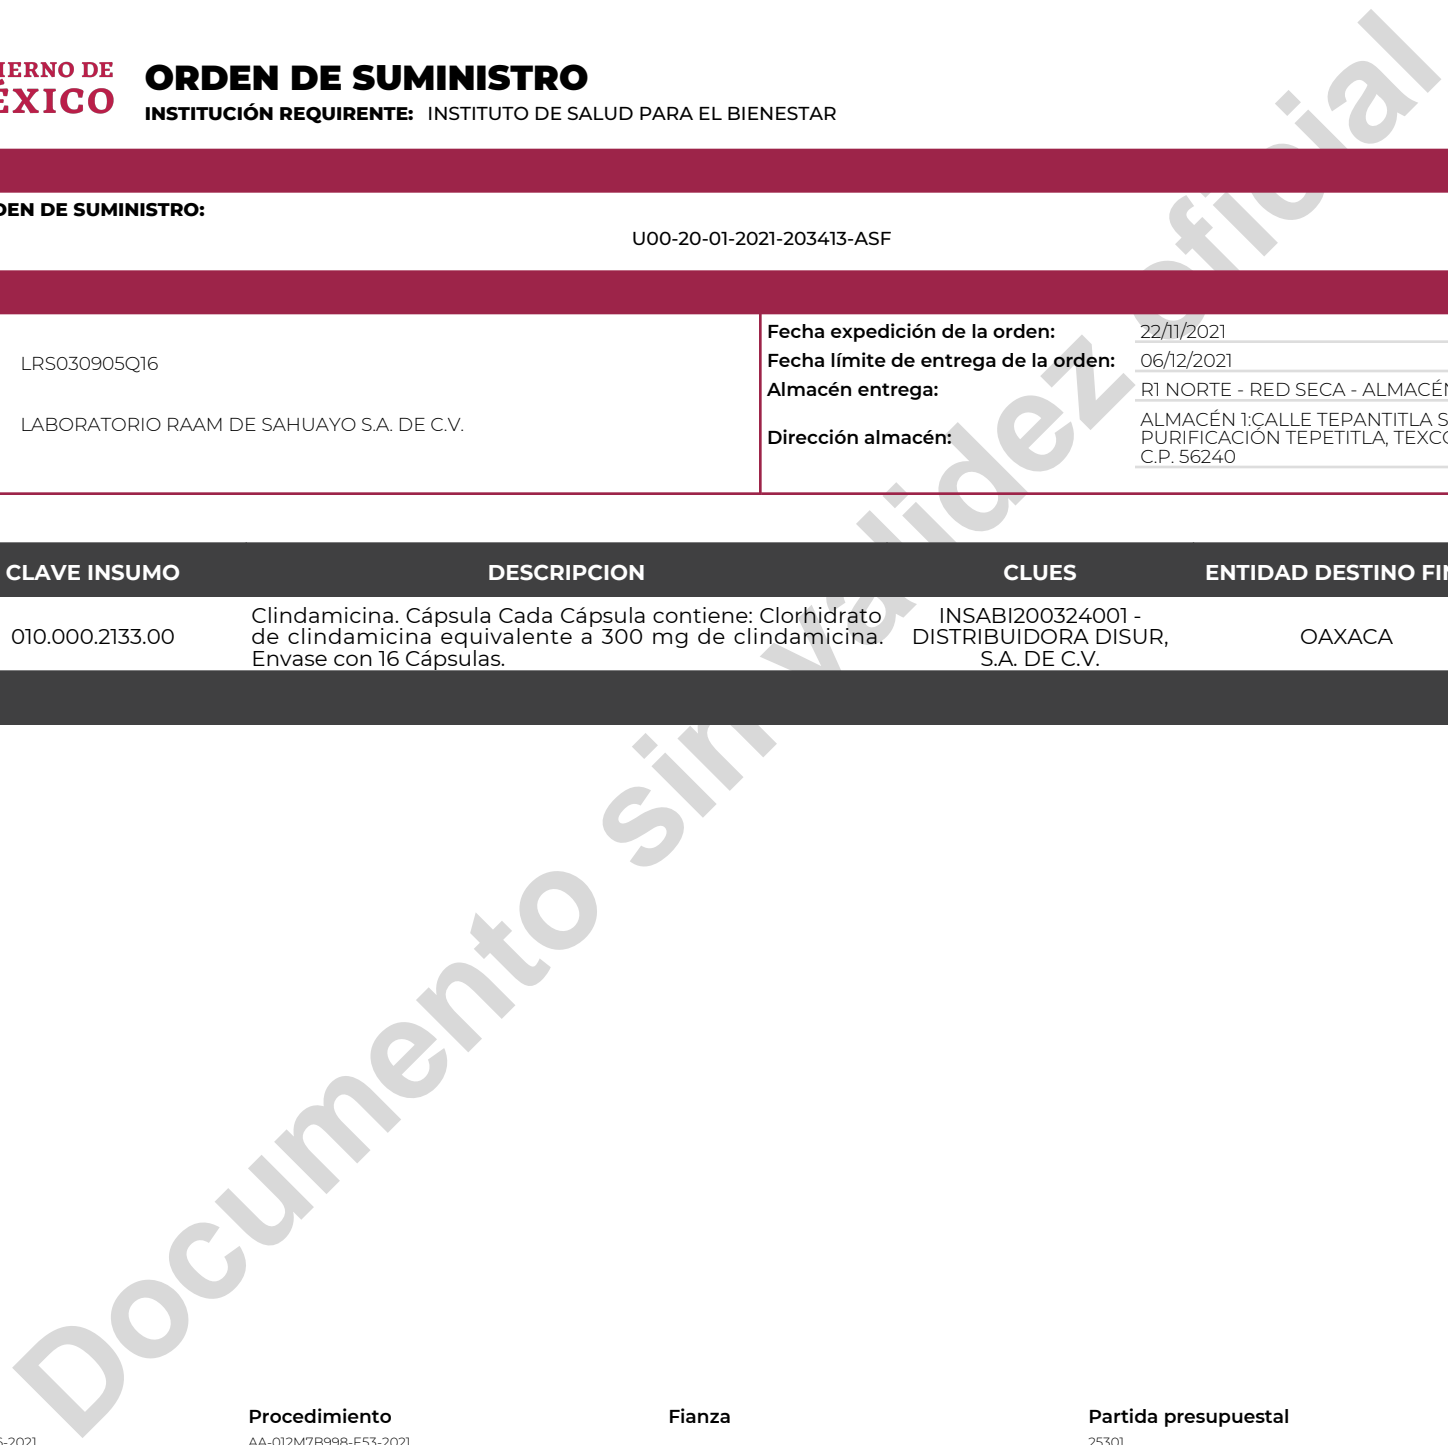 IERNO DE
ÉXICO
ORDEN DE SUMINISTRO
INSTITUCIÓN REQUIRENTE: INSTITUTO DE SALUD PARA EL BIENESTAR
DEN DE SUMINISTRO:
U00-20-01-2021-203413-ASF
LRS030905Q16
LABORATORIO RAAM DE SAHUAYO S.A. DE C.V.
Fecha expedición de la orden: 22/11/2021
Fecha límite de entrega de la orden: 06/12/2021
Almacén entrega: R1 NORTE - RED SECA - ALMACÉN
Dirección almacén:
ALMACÉN 1:CALLE TEPANTITLA S
PURIFICACIÓN TEPETITLA, TEXCO
C.P. 56240
CLAVE INSUMO DESCRIPCION CLUES ENTIDAD DESTINO FIN
010.000.2133.00
Clindamicina. Cápsula Cada Cápsula contiene: Clorhidrato
de clindamicina equivalente a 300 mg de clindamicina.
Envase con 16 Cápsulas.
INSABI200324001 -
DISTRIBUIDORA DISUR,
S.A. DE C.V.
OAXACA
Documento sin validez oficial
Procedimiento Fianza Partida presupuestal
-2021 AA-012M7B998-E53-2021 25301